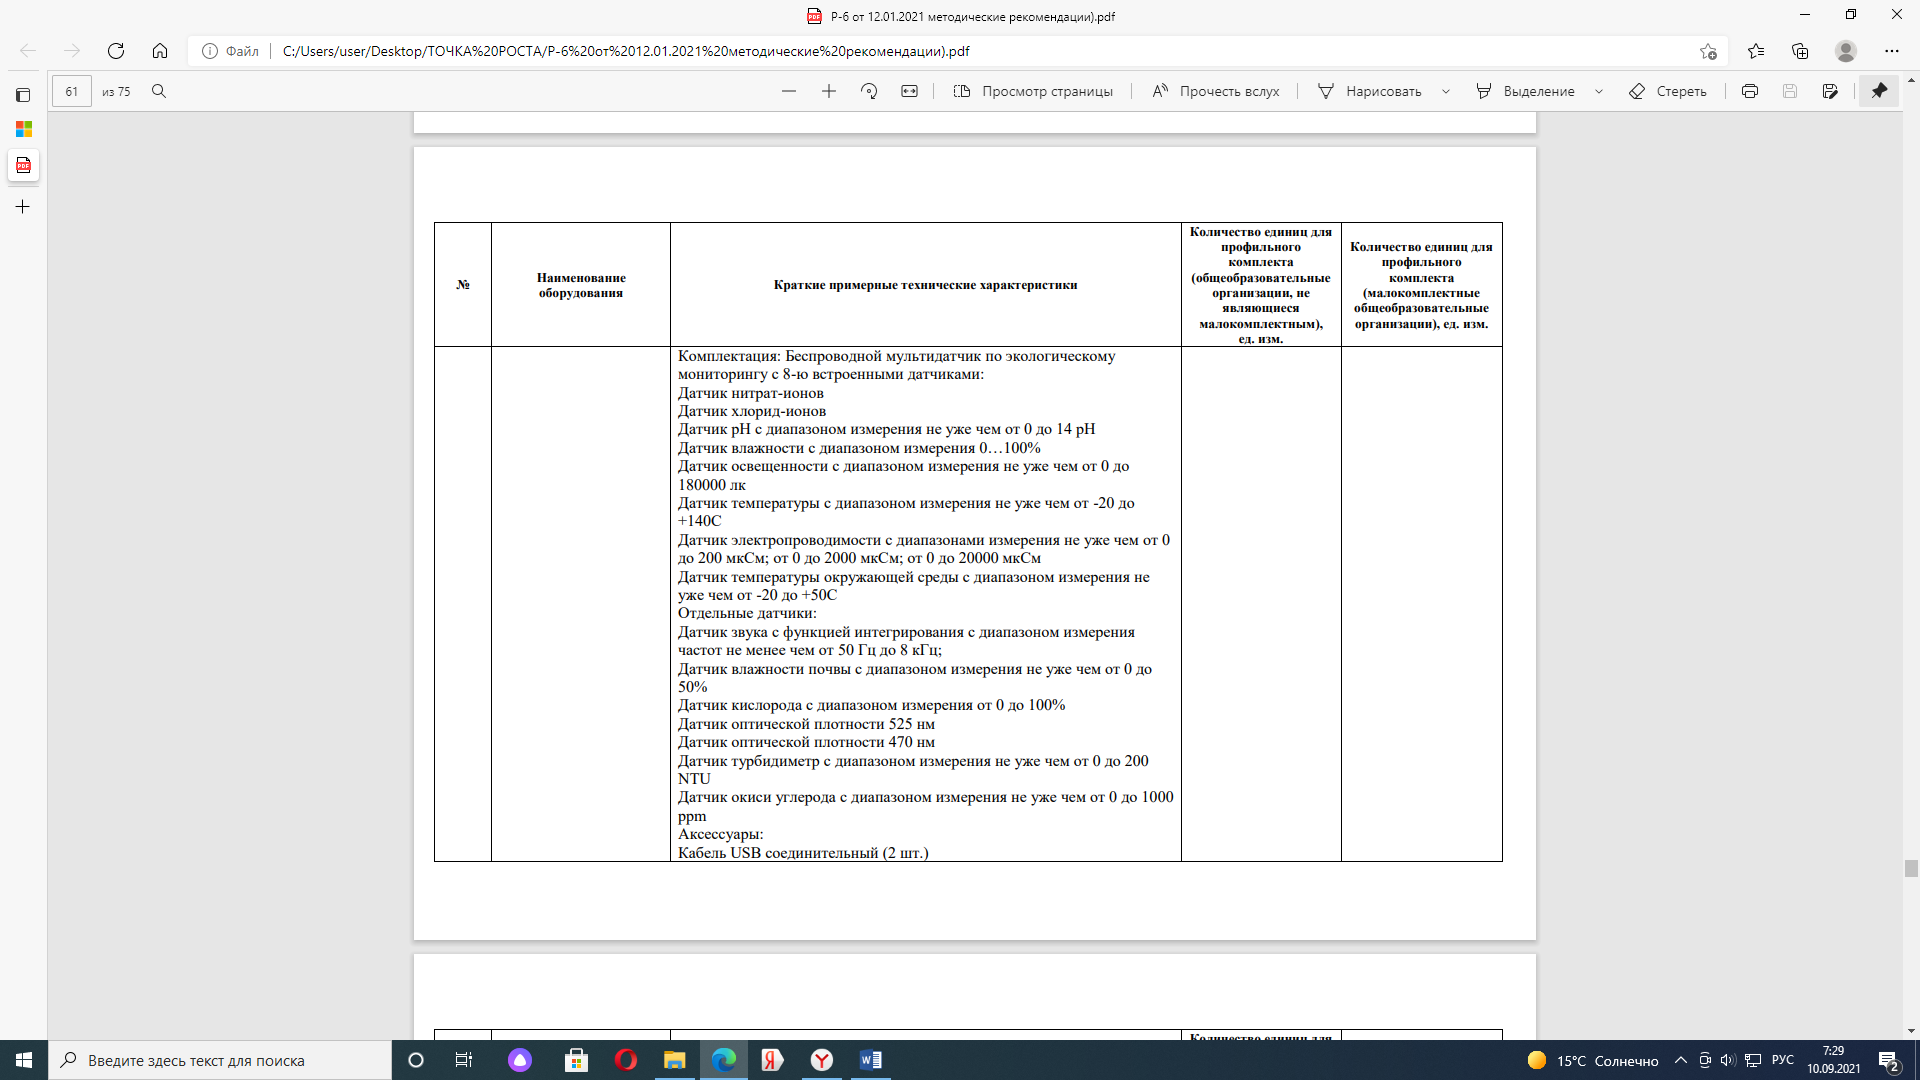 Р-6 от 12.01.2021 методические рекомендации).pdf
Файл
C:/Users/user/Desktop/ТОЧКА%20РОСТА/Р-6%20от%2012.01.2021%20методические%20рекомендации).pdf
61 из 75
Просмотр страницы
Прочесть вслух
Нарисовать
Выделение
Стереть
№
Наименование
оборудования
Краткие примерные технические характеристики
Количество единиц для
профильного
комплекта
(общеобразовательные
организации, не
являющиеся
малокомплектным),
ед. изм.
Количество единиц для
профильного
комплекта
(малокомплектные
общеобразовательные
организации), ед. изм.
Комплектация: Беспроводной мультидатчик по экологическому
мониторингу с 8-ю встроенными датчиками:
Датчик нитрат-ионов
Датчик хлорид-ионов
Датчик рН с диапазоном измерения не уже чем от 0 до 14 рН
Датчик влажности с диапазоном измерения 0…100%
Датчик освещенности с диапазоном измерения не уже чем от 0 до
180000 лк
Датчик температуры с диапазоном измерения не уже чем от -20 до
+140С
Датчик электропроводимости с диапазонами измерения не уже чем от 0
до 200 мкСм; от 0 до 2000 мкСм; от 0 до 20000 мкСм
Датчик температуры окружающей среды с диапазоном измерения не
уже чем от -20 до +50С
Отдельные датчики:
Датчик звука с функцией интегрирования с диапазоном измерения
частот не менее чем от 50 Гц до 8 кГц;
Датчик влажности почвы с диапазоном измерения не уже чем от 0 до
50%
Датчик кислорода с диапазоном измерения от 0 до 100%
Датчик оптической плотности 525 нм
Датчик оптической плотности 470 нм
Датчик турбидиметр с диапазоном измерения не уже чем от 0 до 200
NTU
Датчик окиси углерода с диапазоном измерения не уже чем от 0 до 1000
ppm
Аксессуары:
Кабель USB соединительный (2 шт.)
Количество единиц для
Введите здесь текст для поиска
15°C Солнечно
РУС
7:29
10.09.2021
2